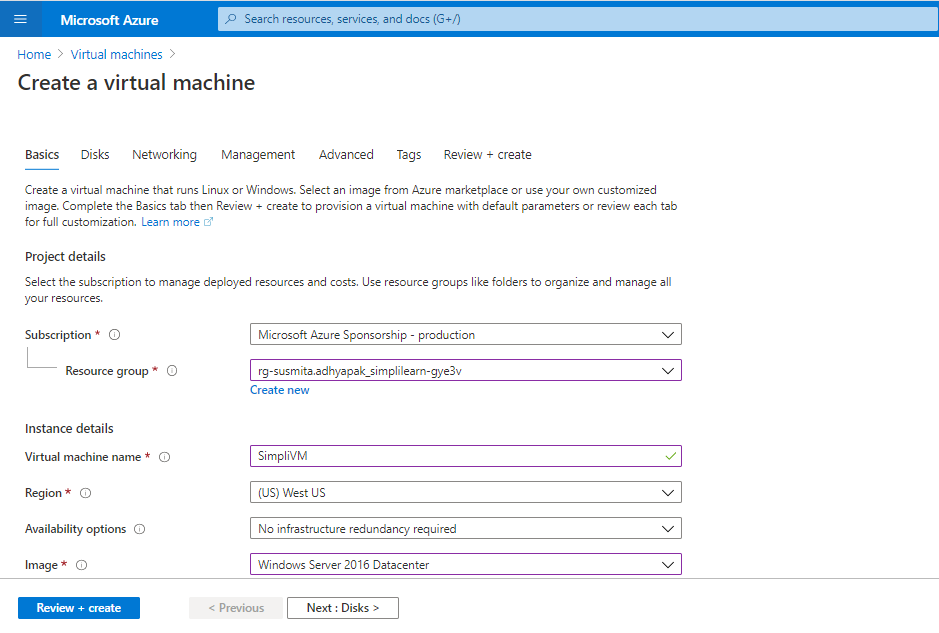 Microsoft Azure
Search resources, services, and docs (G+/)
Home > Virtual machines >
Create a virtual machine
Basics Disks Networking Management Advanced Tags Review + create
Create a virtual machine that runs Linux or Windows. Select an image from Azure marketplace or use your own customized
image. Complete the Basics tab then Review + create to provision a virtual machine with default parameters or review each tab
for full customization. Learn more
Project details
Select the subscription to manage deployed resources and costs. Use resource groups like folders to organize and manage all
your resources.
Subscription * Microsoft Azure Sponsorship - production
Resource group * rg-susmita.adhyapak_simplilearn-gye3v
Create new
Instance details
Virtual machine name * SimpliVM
Region * (US) West US
Availability options No infrastructure redundancy required
Image * Windows Server 2016 Datacenter
Review + create < Previous Next : Disks >